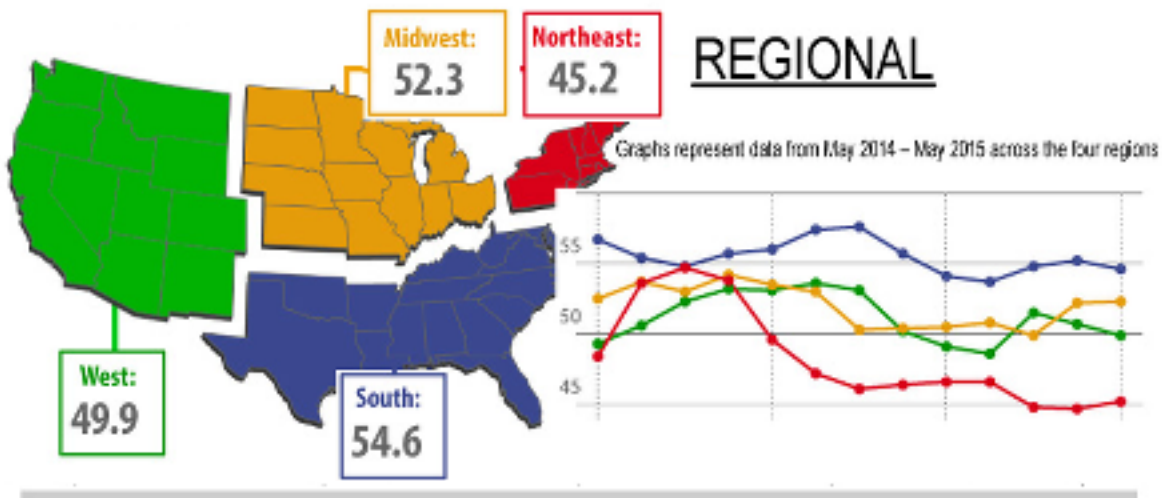 Midwest:
52.3
Northeast:
45.2
REGIONAL
Graphs represent data from May 2014 – May 2015 across the four regions
55
50
45
West:
49.9
South:
54.6